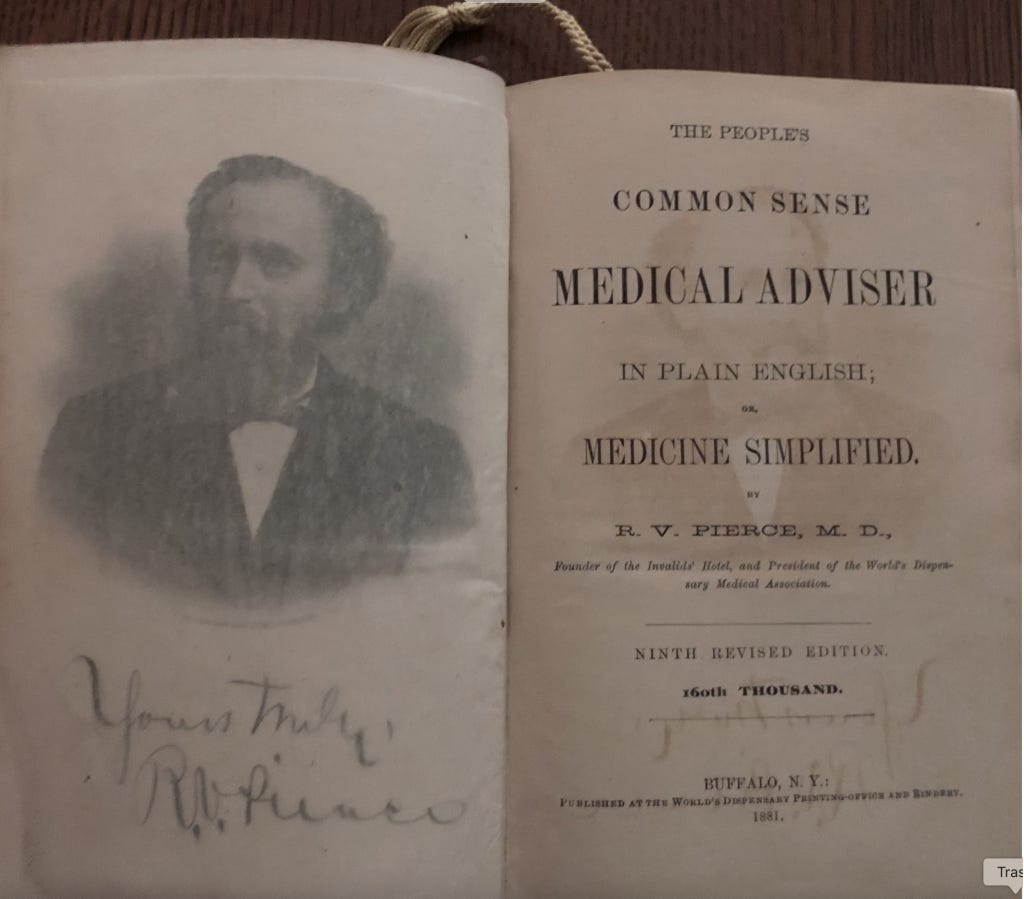 Yours Truly,
R.V. Pierce
THE PEOPLE'S
COMMON SENSE
MEDICAL ADVISER
IN PLAIN ENGLISH;
OR,
MEDICINE SIMPLIFIED.
BY
R. V. PIERCE, M. D.,
Founder of the Invalids' Hotel, and President of the World's Dispen-
sary Medical Association.
NINTH REVISED EDITION.
160th THOUSAND.
BUFFALO, N. Y.:
PUBLISHED AT THE WORLD'S DISPENSARY PRINTING-OFFICE AND BINDERY.
1881.
Tras